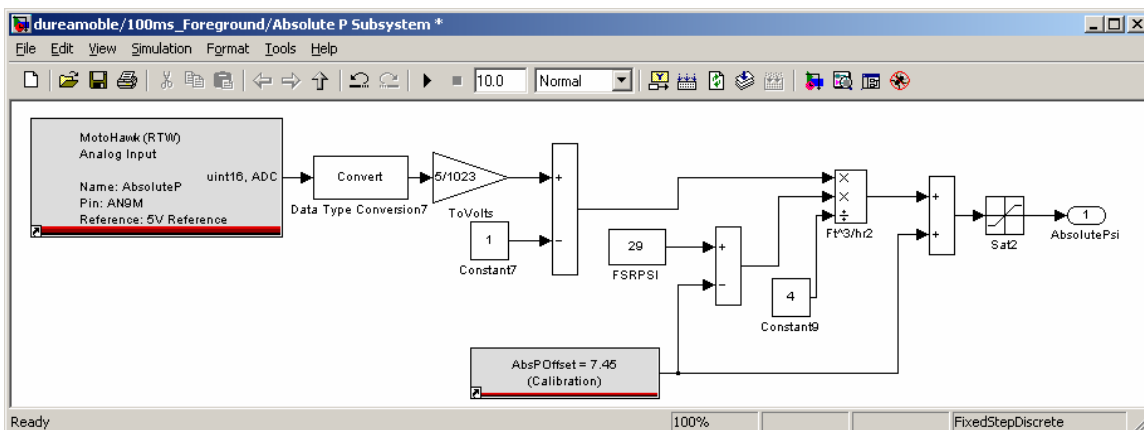 dureamoble/100ms_Foreground/Absolute P Subsystem *
File Edit View Simulation Format Tools Help
10.0 Normal
MotoHawk (RTW)
Analog Input
uint16, ADC
Name: AbsoluteP
Pin: AN9M
Reference: 5V Reference
Convert
Data Type Conversion7
5/1023
ToVolts
+
−
1
Constant7
29
FSRPSI
+
−
×
×
÷
Ft^3/hr2
4
Constant9
+
+
Sat2
1
AbsolutePsi
AbsPOffset = 7.45
(Calibration)
Ready 100% FixedStepDiscrete